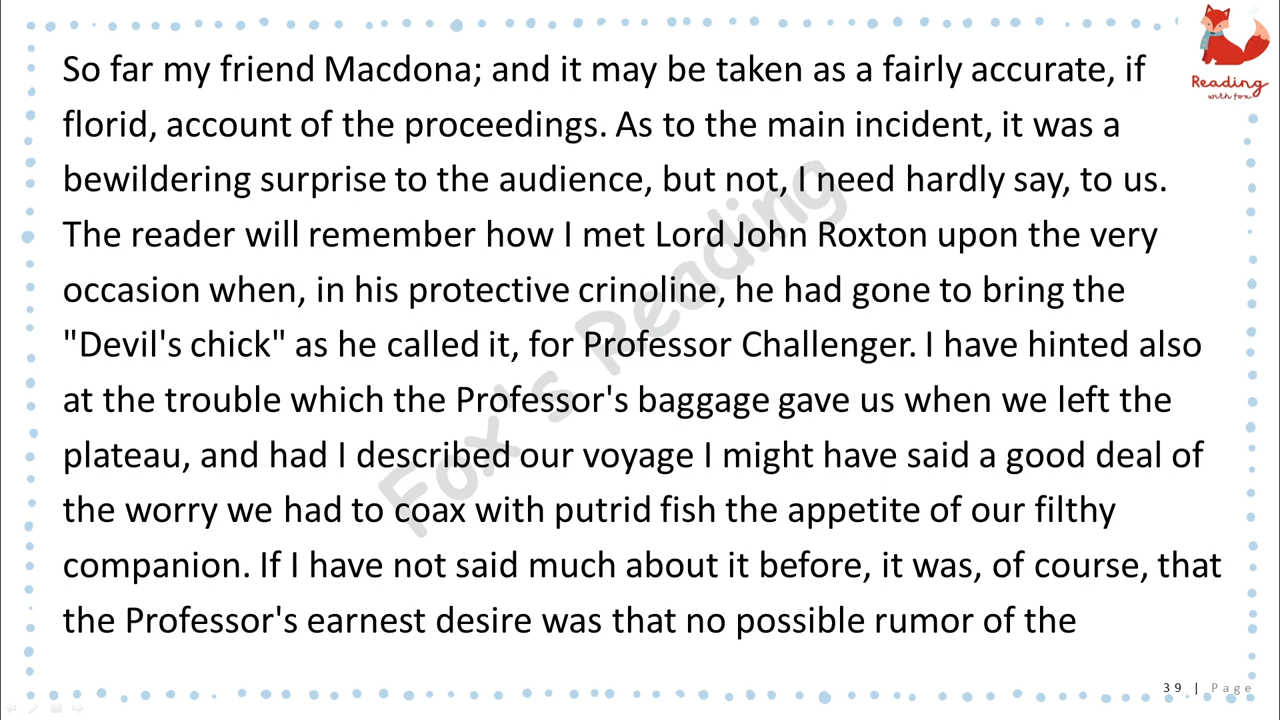 So far my friend Macdona; and it may be taken as a fairly accurate, if
florid, account of the proceedings. As to the main incident, it was a
bewildering surprise to the audience, but not, I need hardly say, to us.
The reader will remember how I met Lord John Roxton upon the very
occasion when, in his protective crinoline, he had gone to bring the
"Devil's chick" as he called it, for Professor Challenger. I have hinted also
at the trouble which the Professor's baggage gave us when we left the
plateau, and had I described our voyage I might have said a good deal of
the worry we had to coax with putrid fish the appetite of our filthy
companion. If I have not said much about it before, it was, of course, that
the Professor's earnest desire was that no possible rumor of the
Reading
with fox
Fox's Reading
39 | Page